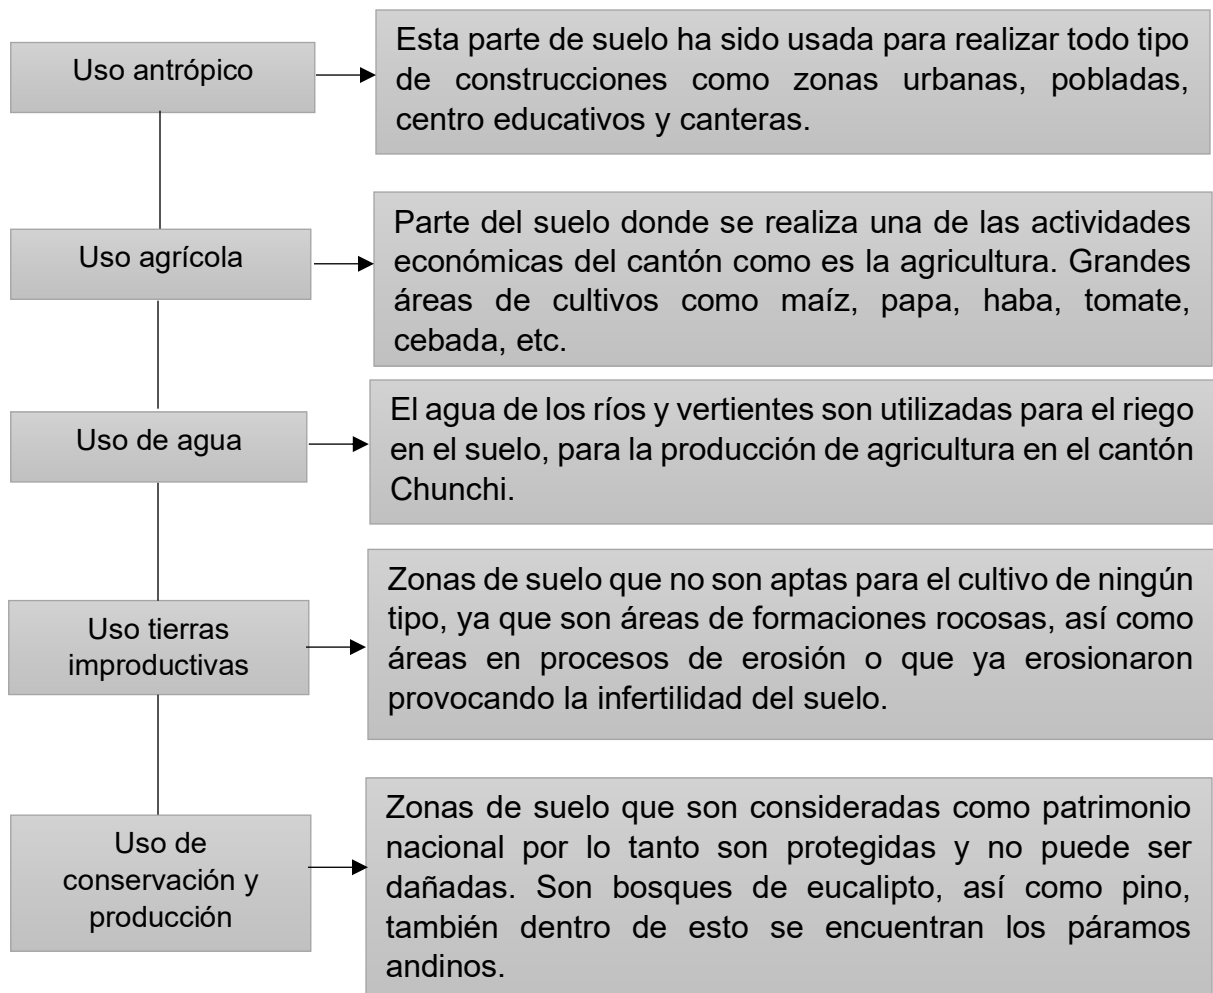 Uso antrópico
Esta parte de suelo ha sido usada para realizar todo tipo
de construcciones como zonas urbanas, pobladas,
centro educativos y canteras.
Uso agrícola
Parte del suelo donde se realiza una de las actividades
económicas del cantón como es la agricultura. Grandes
áreas de cultivos como maíz, papa, haba, tomate,
cebada, etc.
Uso de agua
El agua de los ríos y vertientes son utilizadas para el riego
en el suelo, para la producción de agricultura en el cantón
Chunchi.
Uso tierras
improductivas
Zonas de suelo que no son aptas para el cultivo de ningún
tipo, ya que son áreas de formaciones rocosas, así como
áreas en procesos de erosión o que ya erosionaron
provocando la infertilidad del suelo.
Uso de
conservación y
producción
Zonas de suelo que son consideradas como patrimonio
nacional por lo tanto son protegidas y no puede ser
dañadas. Son bosques de eucalipto, así como pino,
también dentro de esto se encuentran los páramos
andinos.